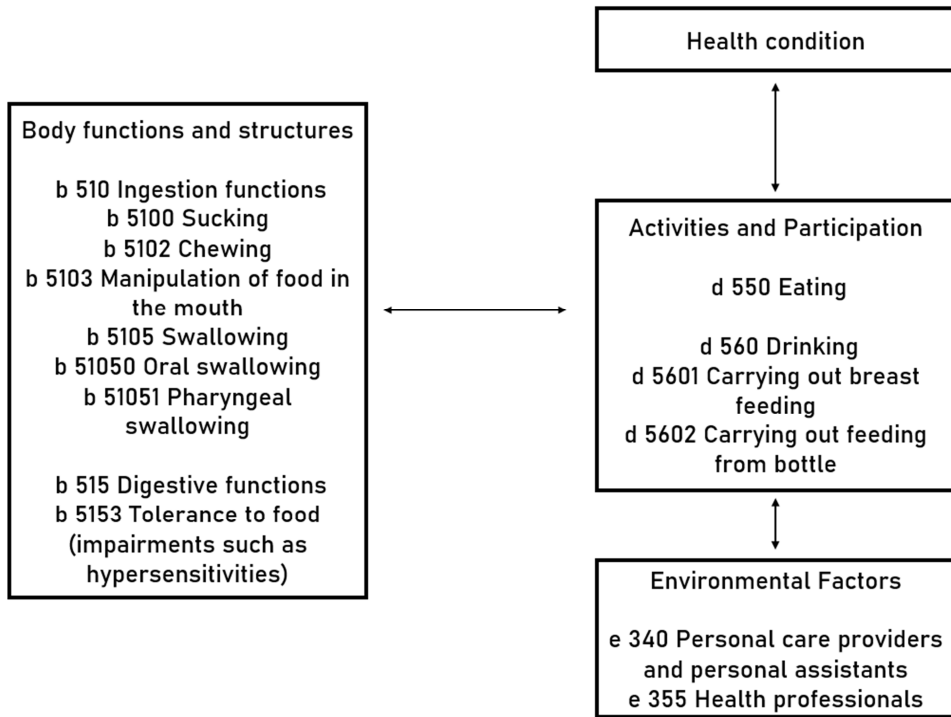 Health condition
Body functions and structures
b 510 Ingestion functions
b 5100 Sucking
b 5102 Chewing
b 5103 Manipulation of food in
the mouth
b 5105 Swallowing
b 51050 Oral swallowing
b 51051 Pharyngeal
swallowing
b 515 Digestive functions
b 5153 Tolerance to food
(impairments such as
hypersensitivities)
Activities and Participation
d 550 Eating
d 560 Drinking
d 5601 Carrying out breast
feeding
d 5602 Carrying out feeding
from bottle
Environmental Factors
e 340 Personal care providers
and personal assistants
e 355 Health professionals